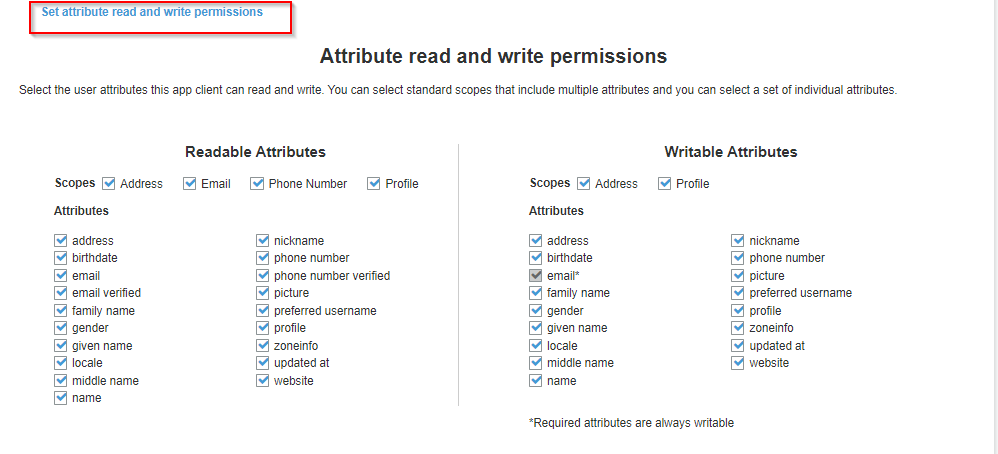 Set attribute read and write permissions
Attribute read and write permissions
Select the user attributes this app client can read and write. You can select standard scopes that include multiple attributes and you can select a set of individual attributes.
Readable Attributes
Scopes Address Email Phone Number Profile
Attributes
address
birthdate
email
email verified
family name
gender
given name
locale
middle name
name
nickname
phone number
phone number verified
picture
preferred username
profile
zoneinfo
updated at
website
Writable Attributes
Scopes Address Profile
Attributes
address
birthdate
email*
family name
gender
given name
locale
middle name
name
nickname
phone number
picture
preferred username
profile
zoneinfo
updated at
website
*Required attributes are always writable